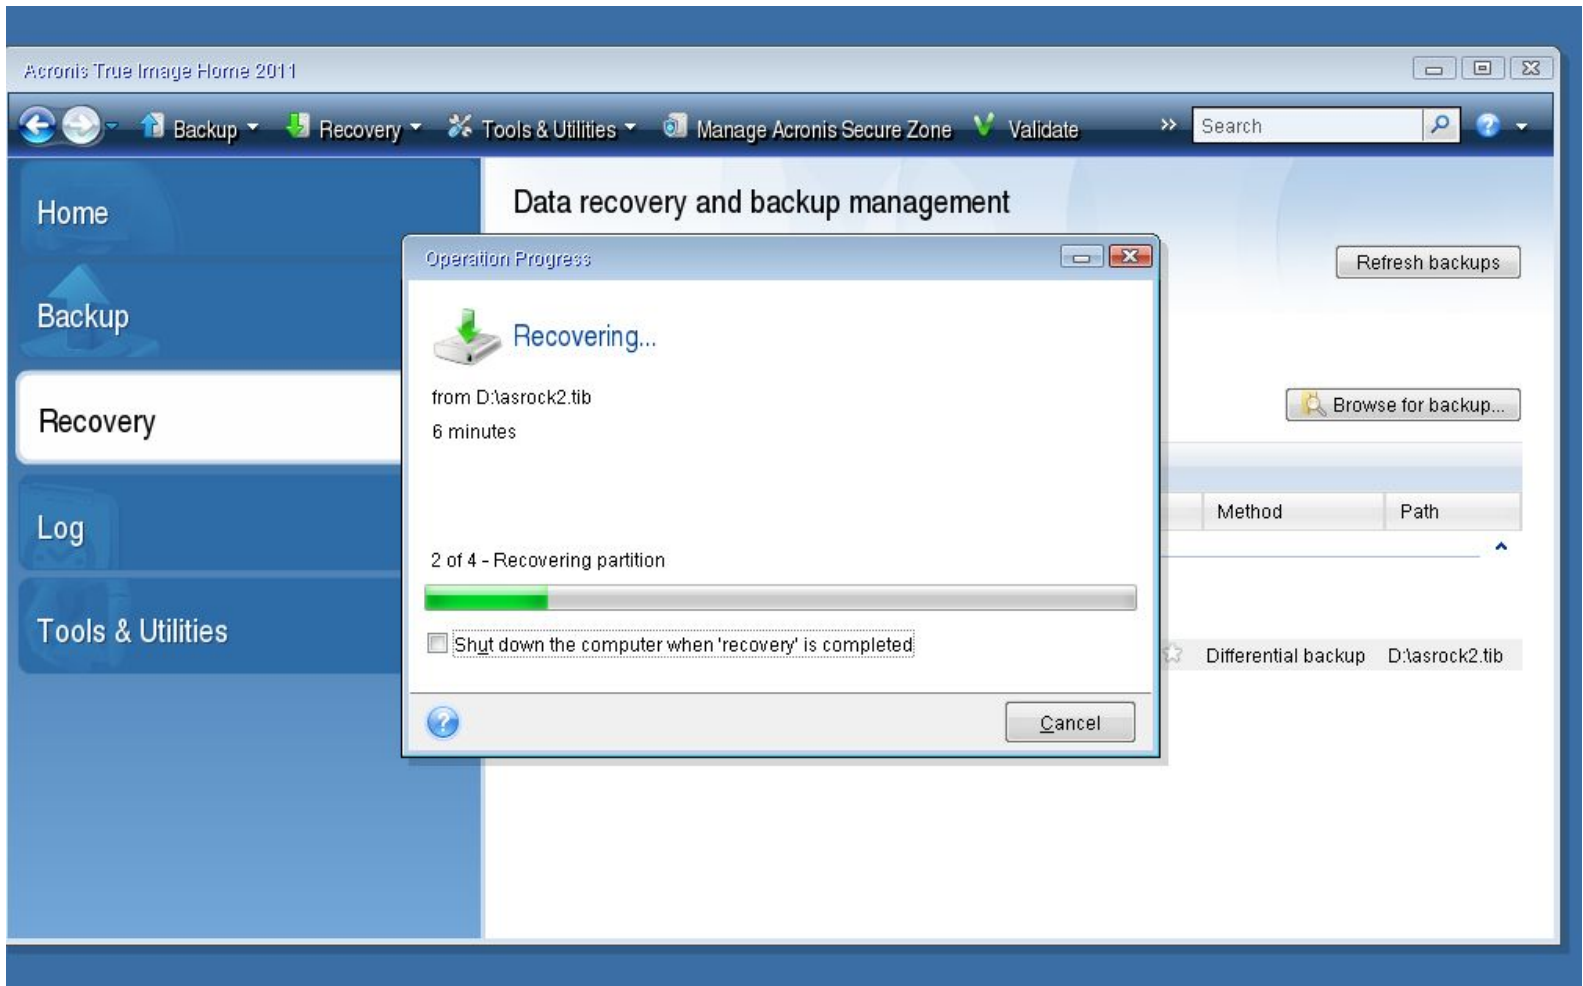 Acronis True Image Home 2011
Backup Recovery Tools & Utilities Manage Acronis Secure Zone Validate » Search
Home
Data recovery and backup management
Operation Progress
Refresh backups
Backup
Recovering...
from D:\asrock2.tib
Browse for backup...
Recovery
6 minutes
Method Path
Log
2 of 4 - Recovering partition
Tools & Utilities
Shut down the computer when 'recovery' is completed
Differential backup D:\asrock2.tib
Cancel